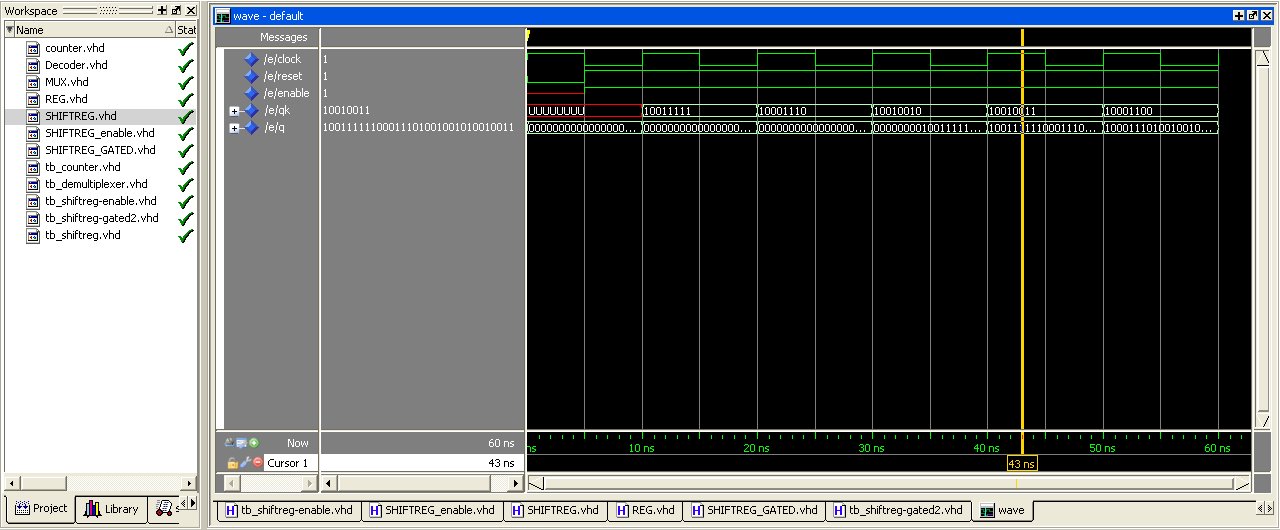 Workspace
Name Stat
counter.vhd
Decoder.vhd
MUX.vhd
REG.vhd
SHIFTREG.vhd
SHIFTREG_enable.vhd
SHIFTREG_GATED.vhd
tb_counter.vhd
tb_demultiplexer.vhd
tb_shiftreg-enable.vhd
tb_shiftreg-gated2.vhd
tb_shiftreg.vhd
Project Library
wave - default
Messages
/e/clock 1
/e/reset 1
/e/enable 1
/e/qk 10010011 UUUUUUUU 10011111 10001110 10010010 10010011 10001100
/e/q 10011111100011101001001010010011 0000000000000000... 0000000000000000... 0000000000000000... 0000000010011111... 1001111110001110... 1000111010010010...
Now 60 ns ns 10 ns 20 ns 30 ns 40 ns 50 ns 60 ns
Cursor 1 43 ns 43 ns
tb_shiftreg-enable.vhd SHIFTREG_enable.vhd SHIFTREG.vhd REG.vhd SHIFTREG_GATED.vhd tb_shiftreg-gated2.vhd wave